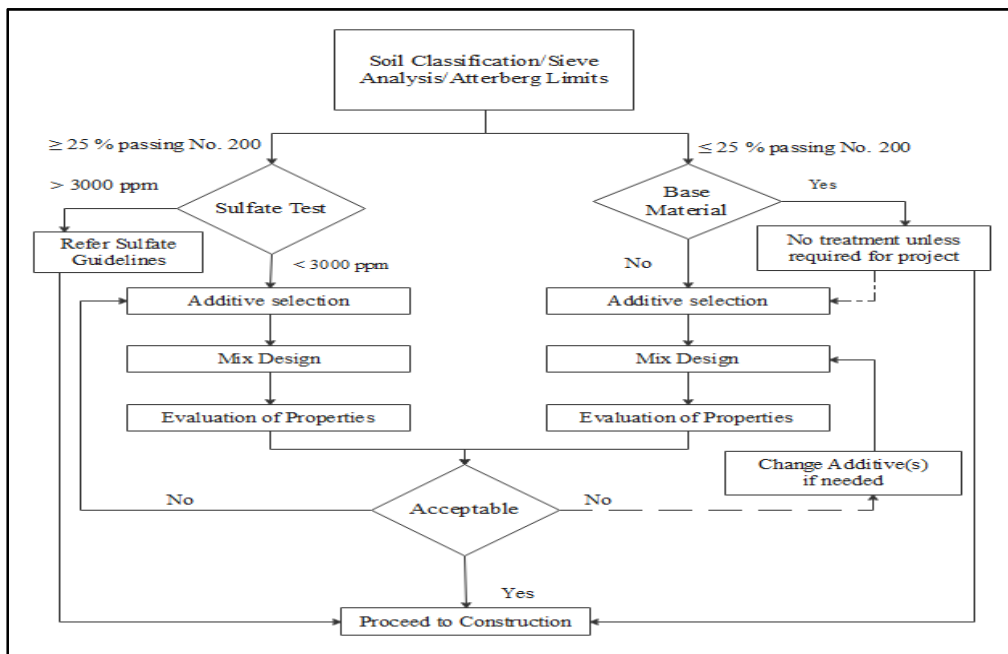 Soil Classification/Sieve
Analysis/Atterberg Limits
≥ 25 % passing No. 200
≤ 25 % passing No. 200
> 3000 ppm
Sulfate Test
Base
Material
Yes
Refer Sulfate
Guidelines
No treatment unless
required for project
< 3000 ppm
No
Additive selection
Additive selection
Mix Design
Mix Design
Evaluation of Properties
Evaluation of Properties
Change Additive(s)
if needed
No
Acceptable
No
Yes
Proceed to Construction